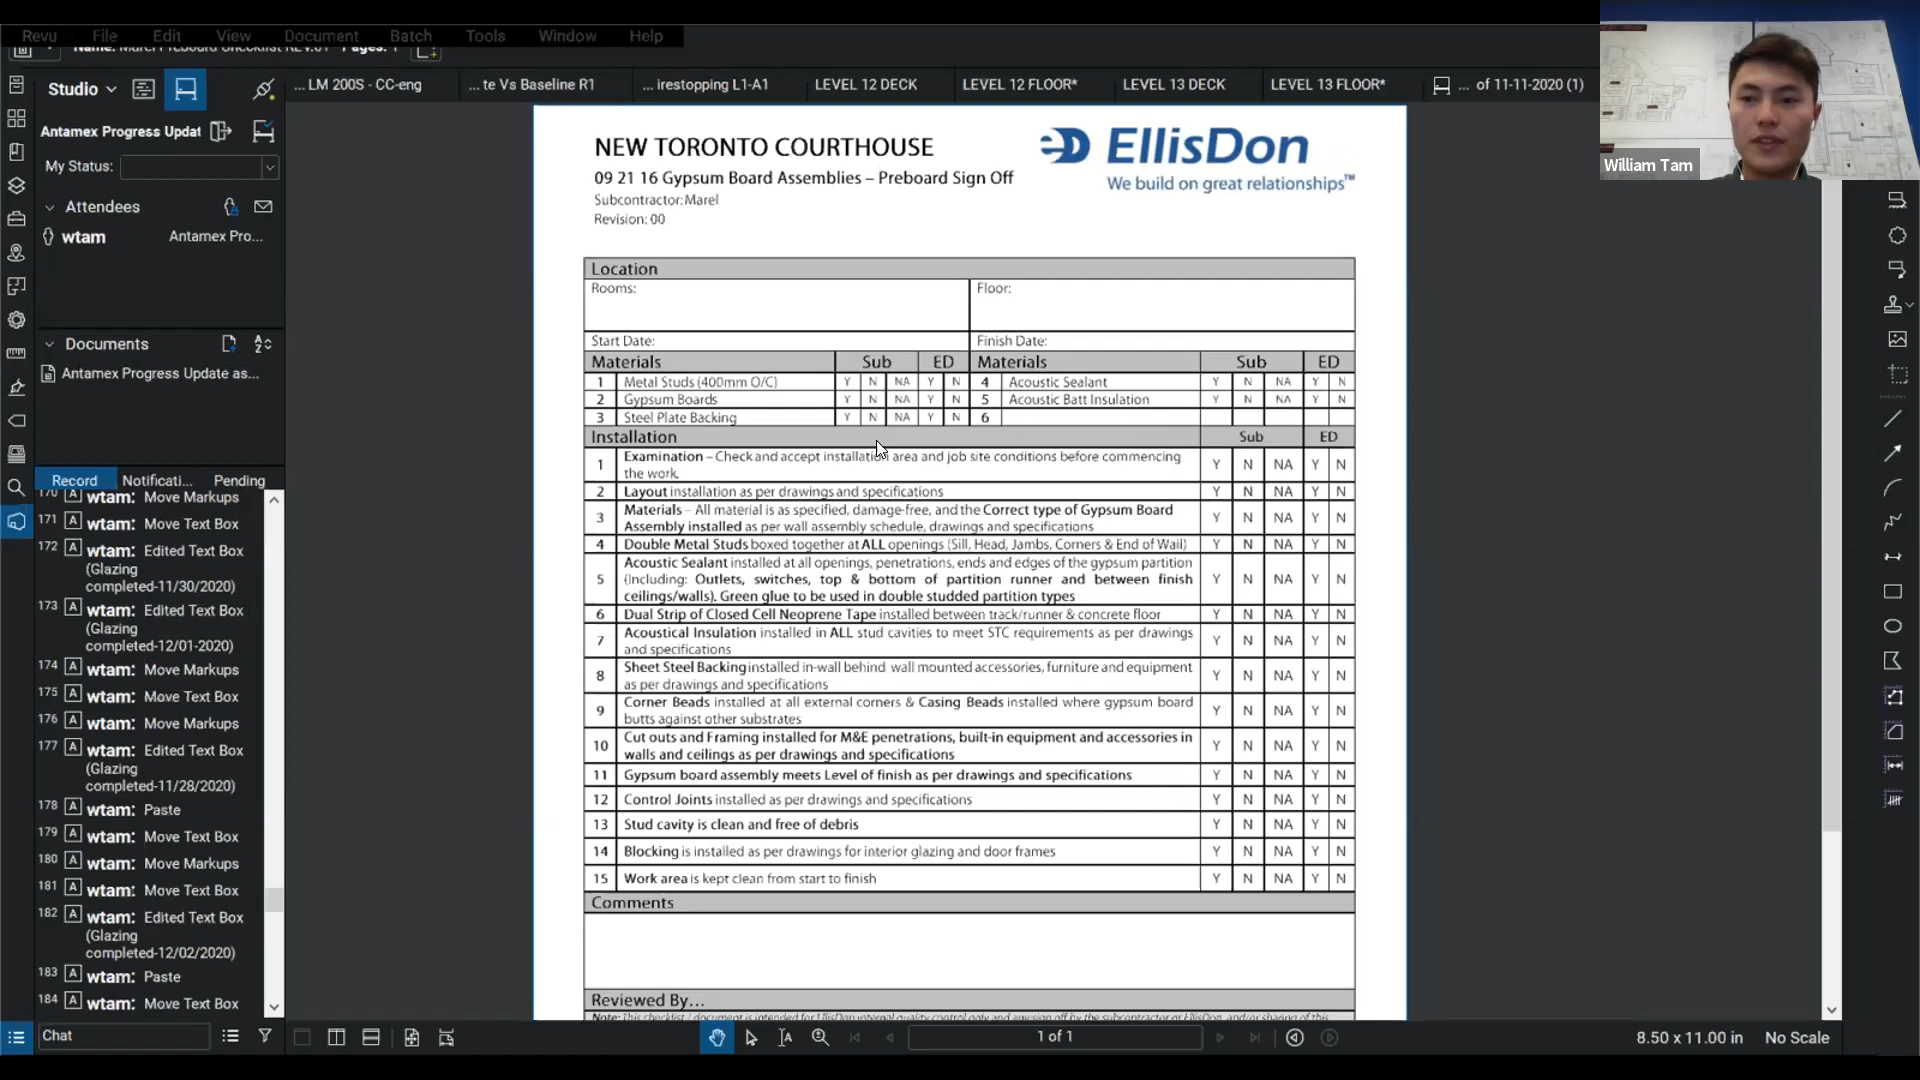 Revu File Edit View Document Batch Tools Window Help
Studio
... LM 200S - CC-eng
... te Vs Baseline R1
... irestopping L1-A1
LEVEL 12 DECK
LEVEL 12 FLOOR*
LEVEL 13 DECK
LEVEL 13 FLOOR*
... of 11-11-2020 (1)
William Tam
Antamex Progress Updat
My Status:
Attendees
wtam Antamex Pro...
Documents
Antamex Progress Update as...
Record Notificati... Pending
170 A wtam: Move Markups
171 A wtam: Move Text Box
172 A wtam: Edited Text Box
(Glazing
completed-11/30/2020)
173 A wtam: Edited Text Box
(Glazing
completed-12/01-2020)
174 A wtam: Move Markups
175 A wtam: Move Text Box
176 A wtam: Move Markups
177 A wtam: Edited Text Box
(Glazing
completed-11/28/2020)
178 A wtam: Paste
179 A wtam: Move Text Box
180 A wtam: Move Markups
181 A wtam: Move Text Box
182 A wtam: Edited Text Box
(Glazing
completed-12/02/2020)
183 A wtam: Paste
184 A wtam: Move Text Box
Chat
NEW TORONTO COURTHOUSE
09 21 16 Gypsum Board Assemblies – Preboard Sign Off
Subcontractor: Marel
Revision: 00
EllisDon
We build on great relationships™
Location
Rooms: Floor:
Start Date: Finish Date:
Materials Sub ED Materials Sub ED
1 Metal Studs (400mm O/C) Y N NA Y N 4 Acoustic Sealant Y N NA Y N
2 Gypsum Boards Y N NA Y N 5 Acoustic Batt Insulation Y N NA Y N
3 Steel Plate Backing Y N NA Y N 6
Installation Sub ED
1 Examination – Check and accept installation area and job site conditions before commencing
the work. Y N NA Y N
2 Layout installation as per drawings and specifications Y N NA Y N
3 Materials – All material is as specified, damage-free, and the Correct type of Gypsum Board
Assembly installed as per wall assembly schedule, drawings and specifications Y N NA Y N
4 Double Metal Studs boxed together at ALL openings (Sill, Head, Jambs, Corners & End of Wall) Y N NA Y N
5 Acoustic Sealant installed at all openings, penetrations, ends and edges of the gypsum partition
(Including: Outlets, switches, top & bottom of partition runner and between finish
ceilings/walls). Green glue to be used in double studded partition types Y N NA Y N
6 Dual Strip of Closed Cell Neoprene Tape installed between track/runner & concrete floor Y N NA Y N
7 Acoustical Insulation installed in ALL stud cavities to meet STC requirements as per drawings
and specifications Y N NA Y N
8 Sheet Steel Backing installed in-wall behind wall mounted accessories, furniture and equipment
as per drawings and specifications Y N NA Y N
9 Corner Beads installed at all external corners & Casing Beads installed where gypsum board
butts against other substrates Y N NA Y N
10 Cut outs and Framing installed for M&E penetrations, built-in equipment and accessories in
walls and ceilings as per drawings and specifications Y N NA Y N
11 Gypsum board assembly meets Level of finish as per drawings and specifications Y N NA Y N
12 Control Joints installed as per drawings and specifications Y N NA Y N
13 Stud cavity is clean and free of debris Y N NA Y N
14 Blocking is installed as per drawings for interior glazing and door frames Y N NA Y N
15 Work area is kept clean from start to finish Y N NA Y N
Comments
Reviewed By...
1 of 1
8.50 x 11.00 in No Scale